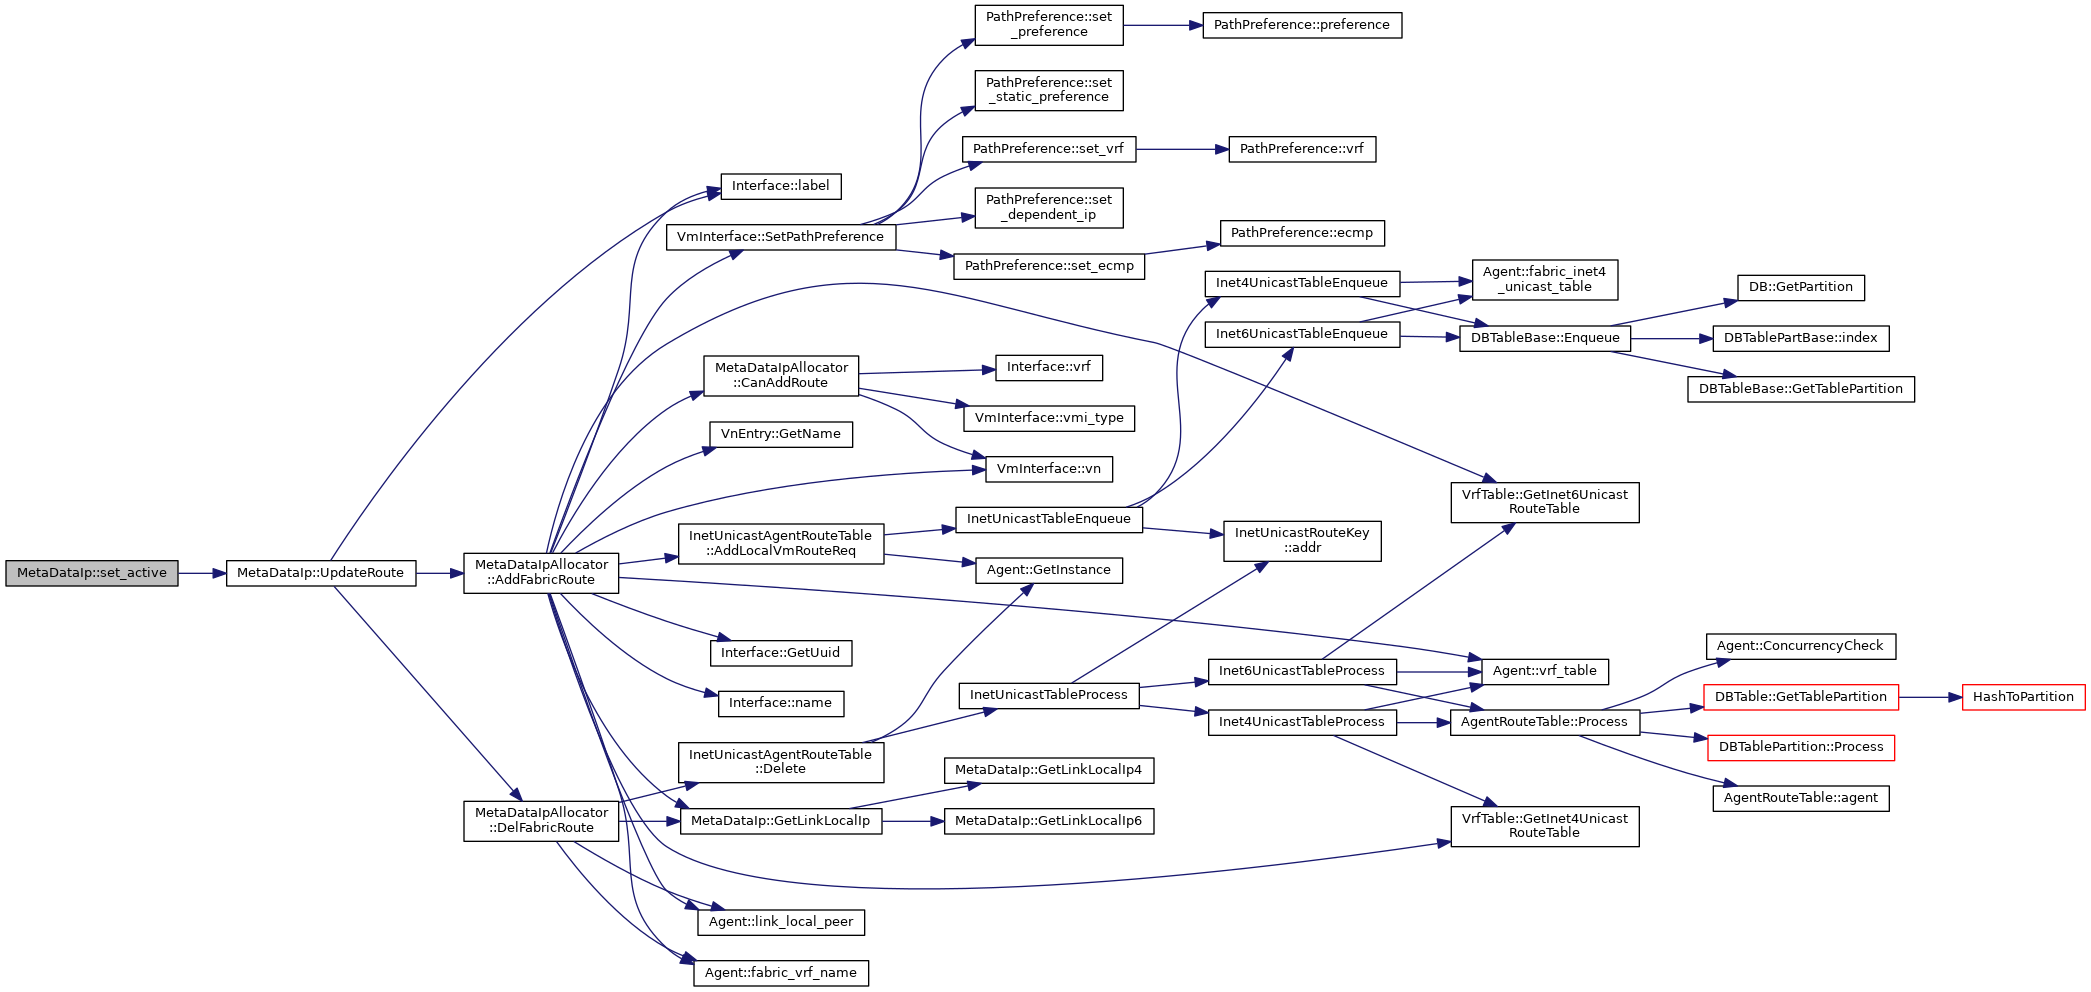 MetaDataIp::set_active
MetaDataIp::UpdateRoute
Interface::label
MetaDataIpAllocator
::AddFabricRoute
MetaDataIpAllocator
::DelFabricRoute
VmInterface::SetPathPreference
MetaDataIpAllocator
::CanAddRoute
VnEntry::GetName
InetUnicastAgentRouteTable
::AddLocalVmRouteReq
Interface::GetUuid
Interface::name
InetUnicastAgentRouteTable
::Delete
MetaDataIp::GetLinkLocalIp
Agent::link_local_peer
Agent::fabric_vrf_name
PathPreference::set
_preference
PathPreference::set
_static_preference
PathPreference::set_vrf
PathPreference::set
_dependent_ip
PathPreference::set_ecmp
Interface::vrf
VmInterface::vmi_type
VmInterface::vn
InetUnicastTableEnqueue
Agent::GetInstance
InetUnicastTableProcess
MetaDataIp::GetLinkLocalIp4
MetaDataIp::GetLinkLocalIp6
PathPreference::preference
PathPreference::vrf
PathPreference::ecmp
Inet4UnicastTableEnqueue
Inet6UnicastTableEnqueue
InetUnicastRouteKey
::addr
Inet6UnicastTableProcess
Inet4UnicastTableProcess
Agent::fabric_inet4
_unicast_table
DBTableBase::Enqueue
VrfTable::GetInet6Unicast
RouteTable
Agent::vrf_table
AgentRouteTable::Process
VrfTable::GetInet4Unicast
RouteTable
DB::GetPartition
DBTablePartBase::index
DBTableBase::GetTablePartition
Agent::ConcurrencyCheck
DBTable::GetTablePartition
DBTablePartition::Process
AgentRouteTable::agent
HashToPartition